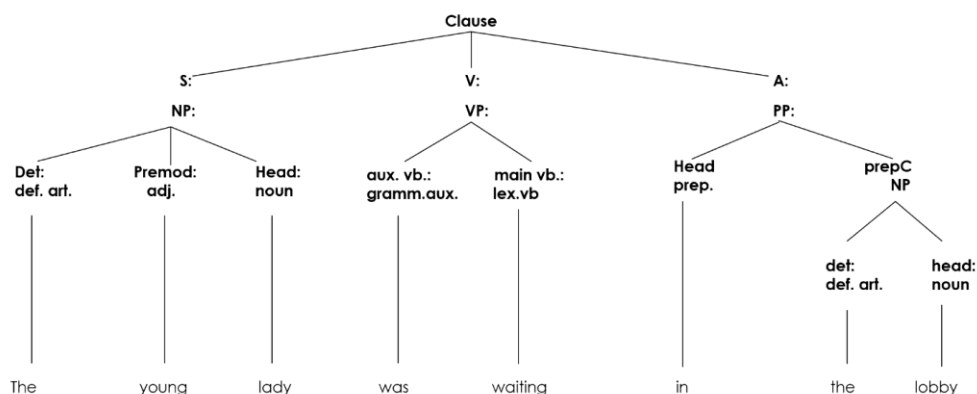 Clause
S: V: A:
NP: VP: PP:
Det: Premod: Head: aux. vb.: main vb.: Head prepC
def. art. adj. noun gramm.aux. lex.vb prep. NP
det: head:
def. art. noun
The young lady was waiting in the lobby